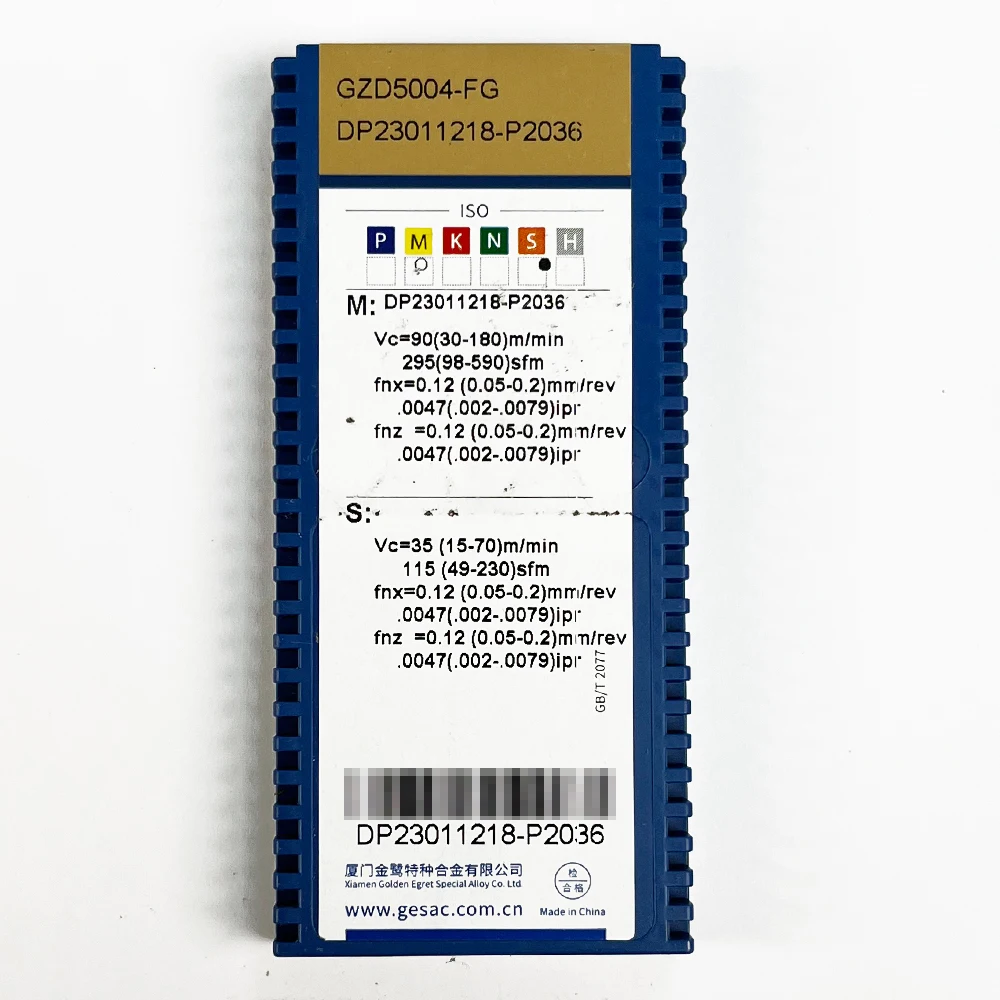 GZD5004-FG
DP23011218-P2036
ISO
P M K N S H
M: DP23011218-P2036
Vc=90(30-180)m/min
295(98-590)sfm
fnx=0.12 (0.05-0.2)mm/rev
.0047(.002-.0079)ipr
fnz =0.12 (0.05-0.2)mm/rev
.0047(.002-.0079)ipr
S:
Vc=35 (15-70)m/min
115 (49-230)sfm
fnx=0.12 (0.05-0.2)mm/rev
.0047(.002-.0079)ipr
fnz =0.12 (0.05-0.2)mm/rev
.0047(.002-.0079)ipr
GB/T 2077
DP23011218-P2036
厦门金鹭特种合金有限公司
Xiamen Golden Egret Special Alloy Co. Ltd.
检
合格
www.gesac.com.cn
Made in China